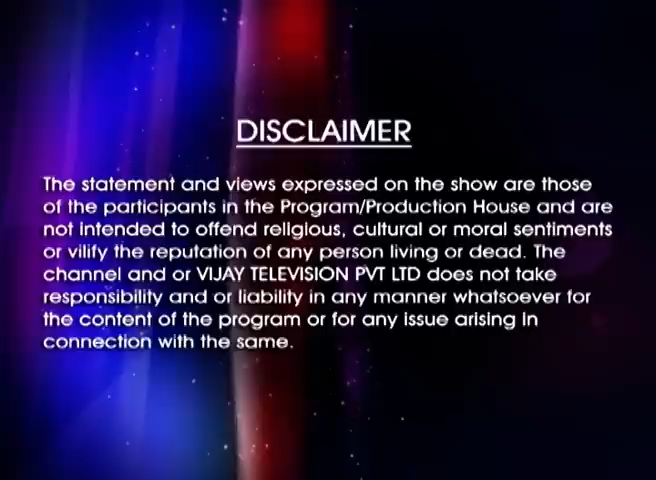 DISCLAIMER
The statement and views expressed on the show are those
of the participants in the Program/Production House and are
not intended to offend religious, cultural or moral sentiments
or vilify the reputation of any person living or dead. The
channel and or VIJAY TELEVISION PVT LTD does not take
responsibility and or liability in any manner whatsoever for
the content of the program or for any issue arising in
connection with the same.